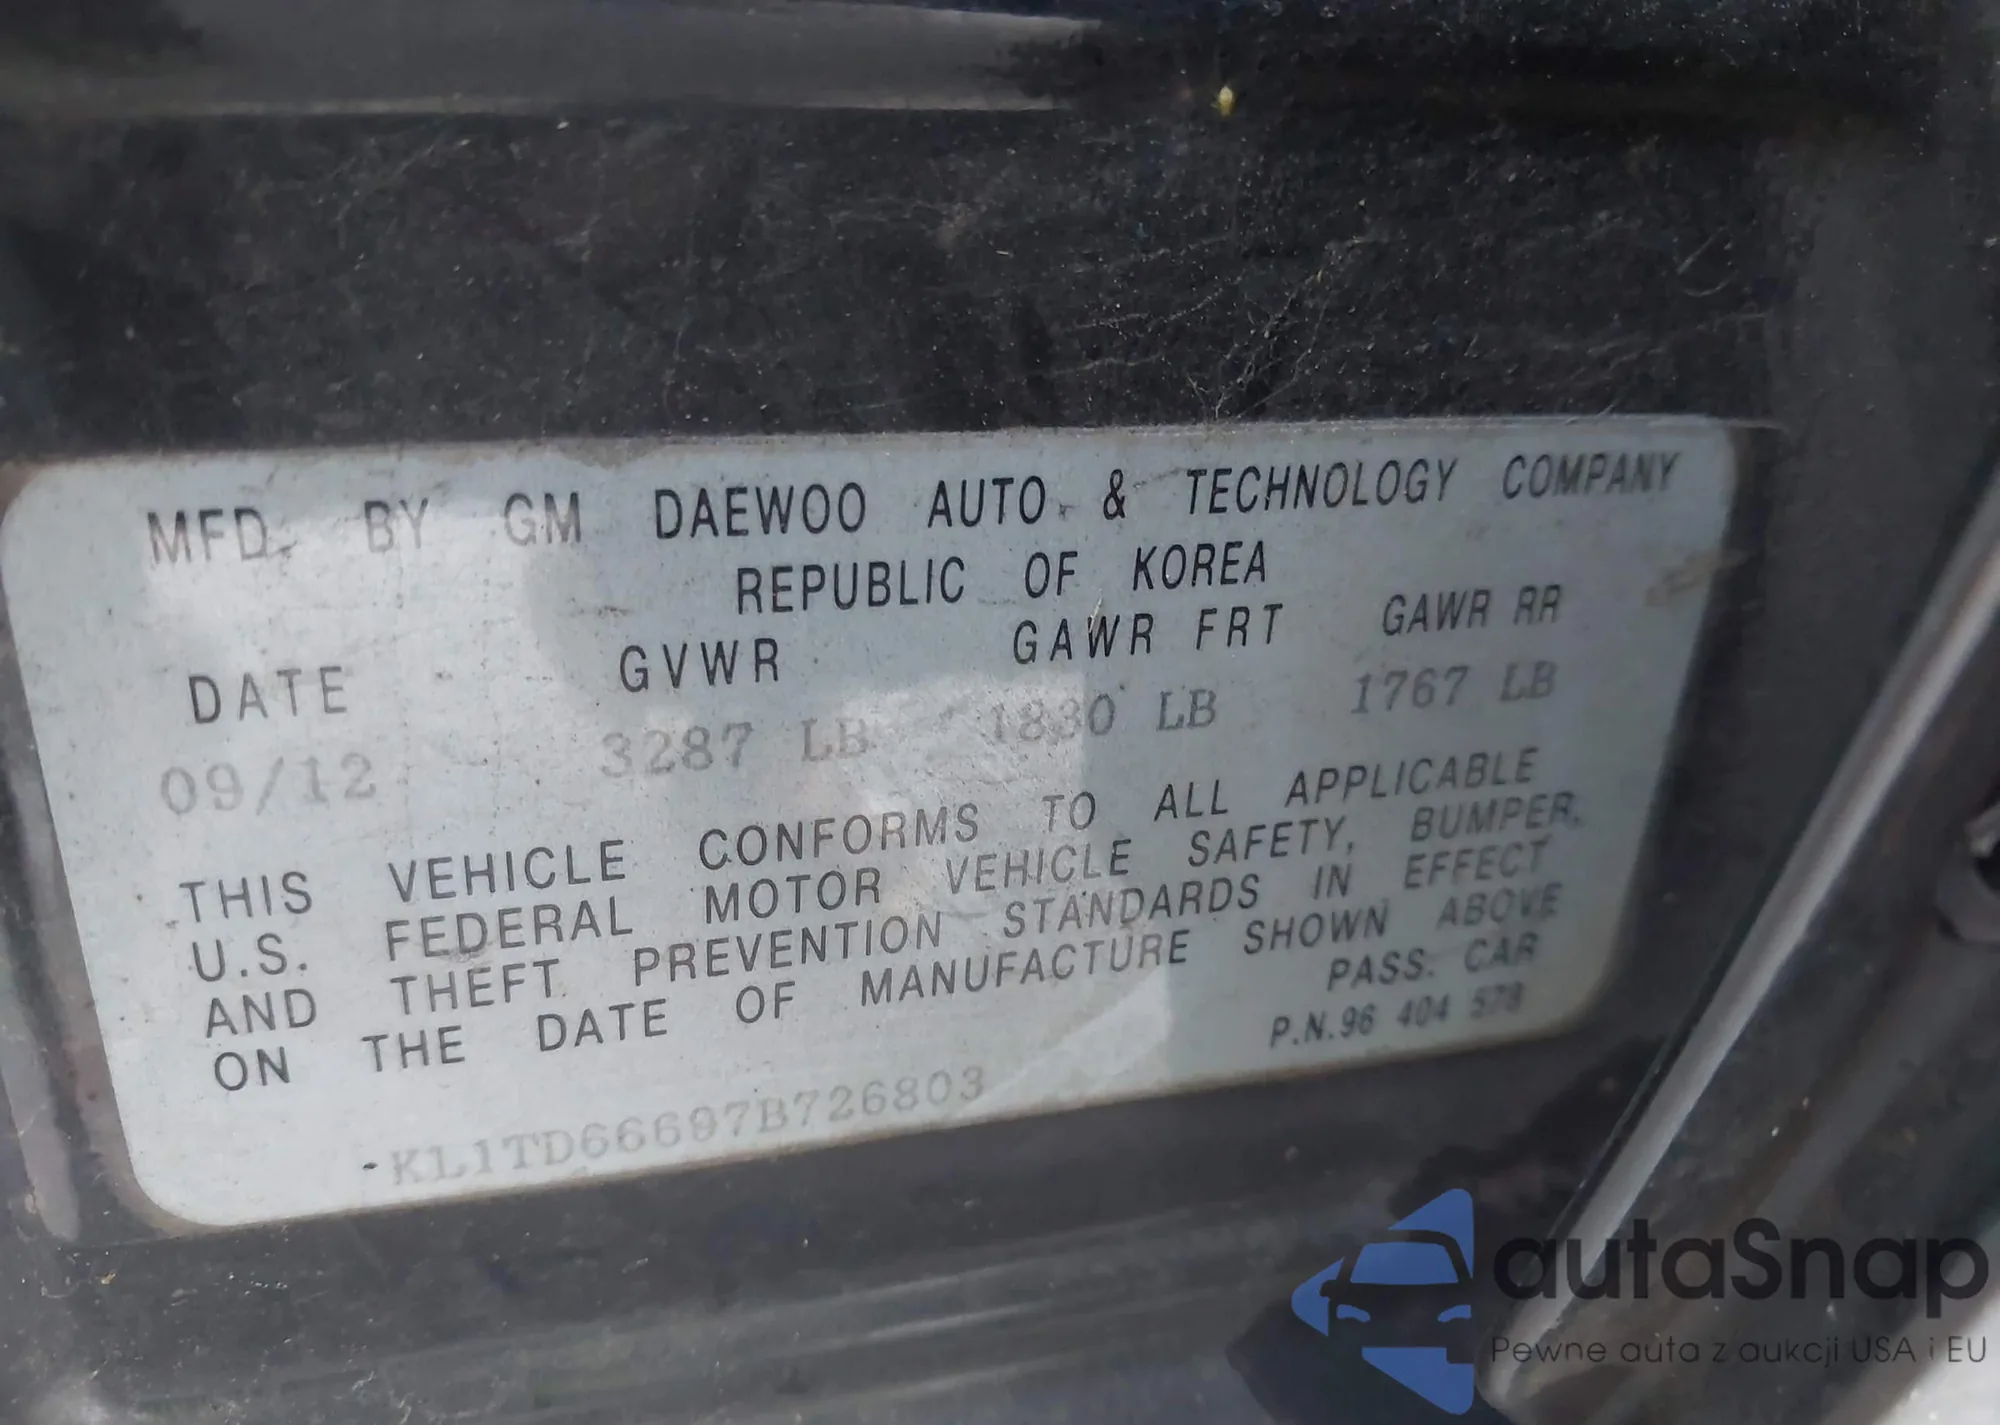 MFD. BY GM DAEWOO AUTO & TECHNOLOGY COMPANY
REPUBLIC OF KOREA
DATE GVWR GAWR FRT GAWR RR
09/12 3287 LB 1830 LB 1767 LB
THIS VEHICLE CONFORMS TO ALL APPLICABLE
U.S. FEDERAL MOTOR VEHICLE SAFETY, BUMPER,
AND THEFT PREVENTION STANDARDS IN EFFECT
ON THE DATE OF MANUFACTURE SHOWN ABOVE
PASS. CAR
P.N.96 404 578
KL1TD66697B726803
autaSnap
Pewne auta z aukcji USA i EU